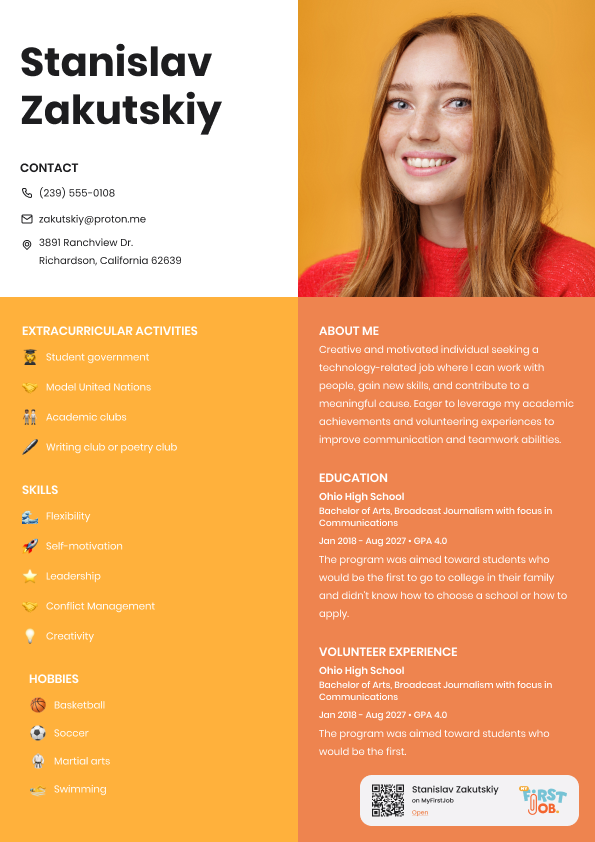 Stanislav
Zakutskiy
CONTACT
(239) 555-0108
zakutskiy@proton.me
3891 Ranchview Dr.
Richardson, California 62639
EXTRACURRICULAR ACTIVITIES
Student government
Model United Nations
Academic clubs
Writing club or poetry club
SKILLS
Flexibility
Self-motivation
Leadership
Conflict Management
Creativity
HOBBIES
Basketball
Soccer
Martial arts
Swimming
ABOUT ME
Creative and motivated individual seeking a
technology-related job where I can work with
people, gain new skills, and contribute to a
meaningful cause. Eager to leverage my academic
achievements and volunteering experiences to
improve communication and teamwork abilities.
EDUCATION
Ohio High School
Bachelor of Arts, Broadcast Journalism with focus in
Communications
Jan 2018 - Aug 2027 • GPA 4.0
The program was aimed toward students who
would be the first to go to college in their family
and didn't know how to choose a school or how to
apply.
VOLUNTEER EXPERIENCE
Ohio High School
Bachelor of Arts, Broadcast Journalism with focus in
Communications
Jan 2018 - Aug 2027 • GPA 4.0
The program was aimed toward students who
would be the first.
Stanislav Zakutskiy
on MyFirstJob
Open
MY
FiRST
JOB